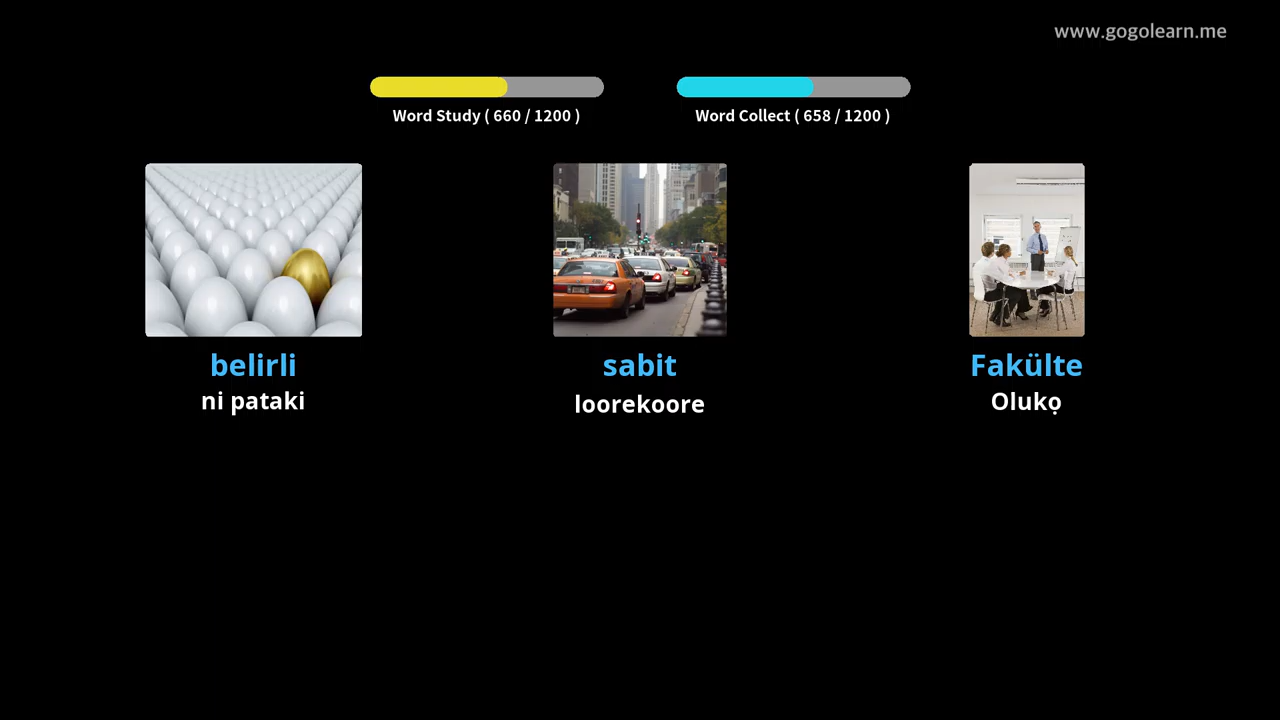 www.gogolearn.me
Word Study ( 660 / 1200 )
Word Collect ( 658 / 1200 )
belirli
sabit
Fakülte
ni pataki
loorekoore
Olukọ